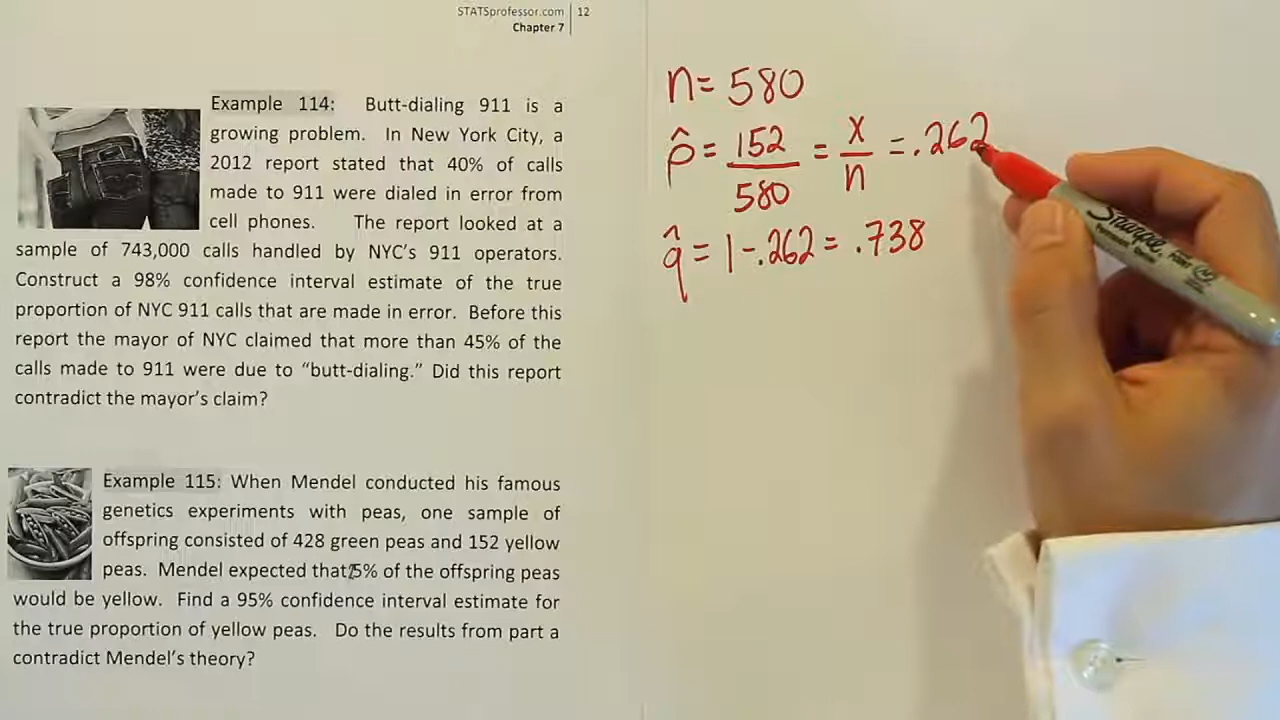 STATSprofessor.com | 12
Chapter 7
Example 114: Butt-dialing 911 is a
growing problem. In New York City, a
2012 report stated that 40% of calls
made to 911 were dialed in error from
cell phones. The report looked at a
sample of 743,000 calls handled by NYC's 911 operators.
Construct a 98% confidence interval estimate of the true
proportion of NYC 911 calls that are made in error. Before this
report the mayor of NYC claimed that more than 45% of the
calls made to 911 were due to "butt-dialing." Did this report
contradict the mayor's claim?
Example 115: When Mendel conducted his famous
genetics experiments with peas, one sample of
offspring consisted of 428 green peas and 152 yellow
peas. Mendel expected that 25% of the offspring peas
would be yellow. Find a 95% confidence interval estimate for
the true proportion of yellow peas. Do the results from part a
contradict Mendel's theory?
n = 580
p̂ = 152/580 = x/n = .262
q̂ = 1 - .262 = .738
Sharpie